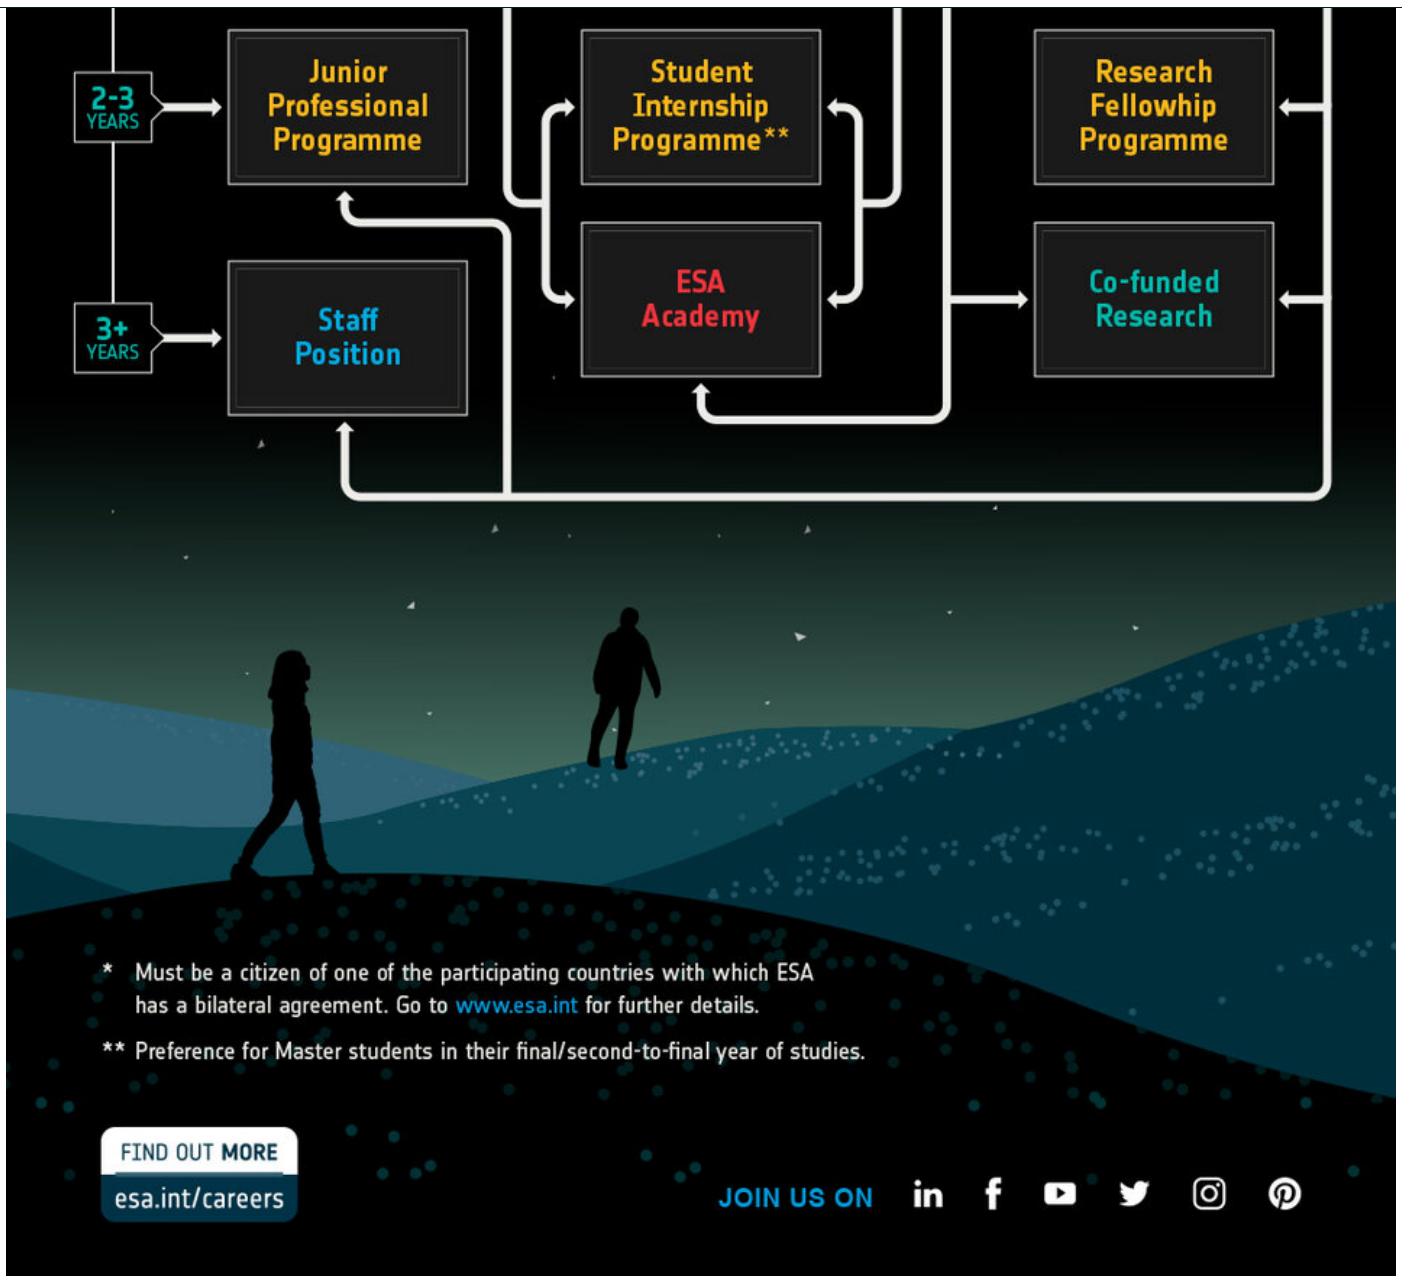 2-3
YEARS
Junior
Professional
Programme
Student
Internship
Programme**
Research
Fellowhip
Programme
3+
YEARS
Staff
Position
ESA
Academy
Co-funded
Research
* Must be a citizen of one of the participating countries with which ESA
has a bilateral agreement. Go to www.esa.int for further details.
** Preference for Master students in their final/second-to-final year of studies.
FIND OUT MORE
esa.int/careers
JOIN US ON